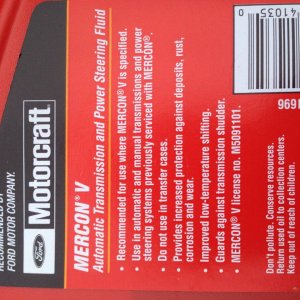 RECOMMENDED BY
FORD MOTOR COMPANY.
Ford
Motorcraft
MERCON® V
Automatic Transmission and Power Steering Fluid
• Recommended for use where MERCON® V is specified.
• Use in automatic and manual transmissions and power
steering systems previously serviced with MERCON®.
• Do not use in transfer cases.
• Provides increased protection against deposits, rust,
corrosion and wear.
• Improved low-temperature shifting.
• Guards against transmission shudder.
• MERCON® V license no. M5091101.
Don't pollute. Conserve resources.
Return used oil to collection centers.
Keep out of reach of children.
0
41035